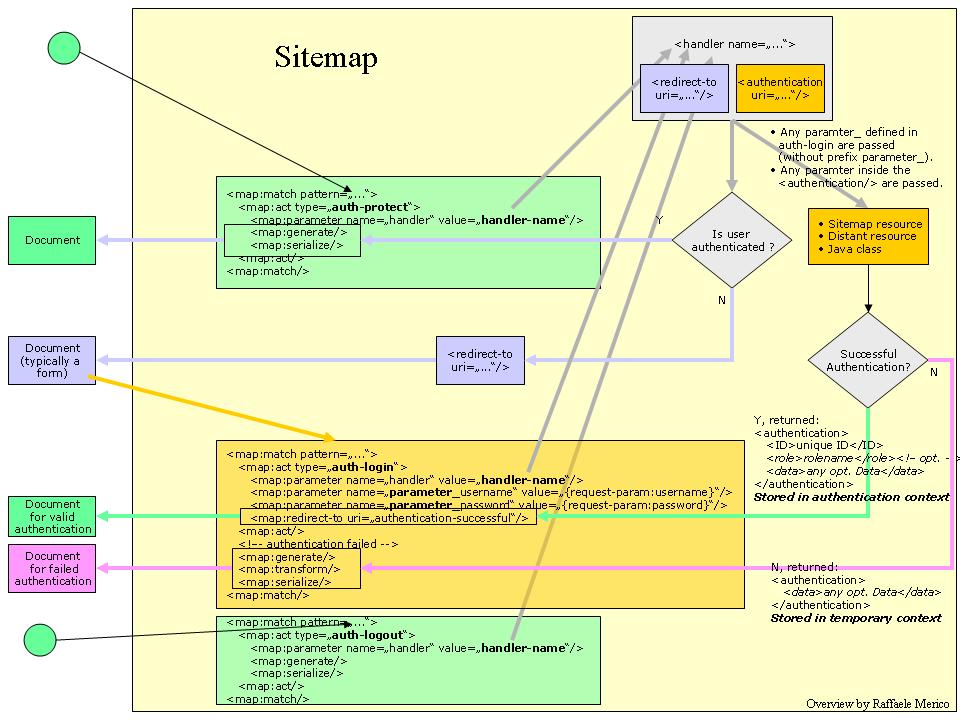 Sitemap
<handler name=„...“>
<redirect-to
uri=„...“/>
<authentication
uri=„...“/>
• Any paramter_ defined in
auth-login are passed
(without prefix parameter_).
• Any paramter inside the
<authentication/> are passed.
<map:match pattern=„...“>
<map:act type=„auth-protect“>
<map:parameter name=„handler“ value=„handler-name“/>
<map:generate/>
<map:serialize/>
<map:act/>
<map:match/>
Document
Y
Is user
authenticated ?
N
• Sitemap resource
• Distant resource
• Java class
Document
(typically a
form)
<redirect-to
uri=„...“/>
Successful
Authentication?
N
Y, returned:
<authentication>
<ID>unique ID</ID>
<role>rolename</role><!– opt. -->
<data>any opt. Data</data>
</authentication>
Stored in authentication context
<map:match pattern=„...“>
<map:act type=„auth-login“>
<map:parameter name=„handler“ value=„handler-name“/>
<map:parameter name=„parameter_username“ value=„{request-param:username}“/>
<map:parameter name=„parameter_password“ value=„{request-param:password}“/>
<map:redirect-to uri=„authentication-successful“/>
<map:act/>
<!–- authentication failed -->
<map:generate/>
<map:transform/>
<map:serialize/>
<map:match/>
Document
for valid
authentication
Document
for failed
authentication
N, returned:
<authentication>
<data>any opt. Data</data>
</authentication>
Stored in temporary context
<map:match pattern=„...“>
<map:act type=„auth-logout“>
<map:parameter name=„handler“ value=„handler-name“/>
<map:generate/>
<map:serialize/>
<map:act/>
<map:match/>
Overview by Raffaele Merico